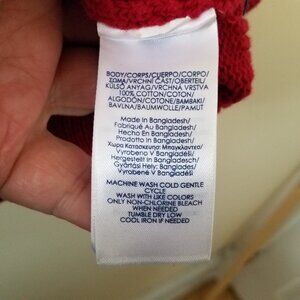 BODY/CORPS/CUERPO/CORPO/
ΣΩΜΑ/VRCHNÍ ČÁST/OBERTEIL/
KÜLSŐ ANYAG/VRCHNÁ VRSTVA
100% COTTON/COTON/
ALGODÓN/COTONE/ΒΑΜΒΑΚΙ/
BAVLNA/BAUMWOLLE/PAMUT
Made In Bangladesh/
Fabriqué Au Bangladesh/
Hecho En Bangladesh/
Prodotto In Bangladesh/
Χώρα Κατασκευής: Μπαγκλαντές/
Vyrobeno V Bangladéši/
Hergestellt In Bangladesch/
Gyártási Hely: Banglades/
Vyrobené V Bangladéši
MACHINE WASH COLD GENTLE
CYCLE
WASH WITH LIKE COLORS
ONLY NON-CHLORINE BLEACH
WHEN NEEDED
TUMBLE DRY LOW
COOL IRON IF NEEDED